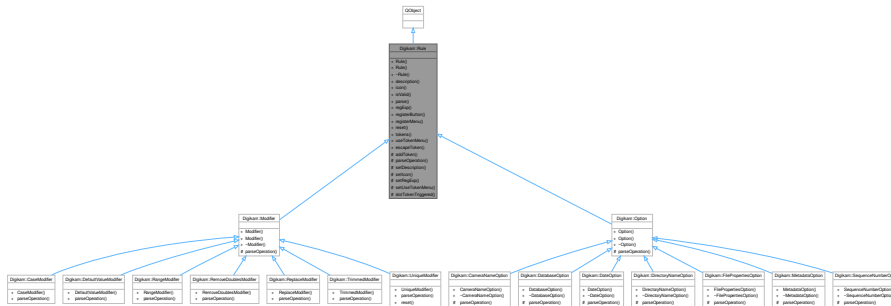 QObject
Digikam::Rule
+ Rule()
+ Rule()
+ ~Rule()
+ description()
+ icon()
+ isValid()
+ parse()
+ regExp()
+ registerButton()
+ registerMenu()
+ reset()
+ tokens()
+ useTokenMenu()
+ escapeToken()
# addToken()
# parseOperation()
# setDescription()
# setIcon()
# setRegExp()
# setUseTokenMenu()
# slotTokenTriggered()
Digikam::Modifier
+ Modifier()
+ Modifier()
+ ~Modifier()
# parseOperation()
Digikam::Option
+ Option()
+ Option()
+ ~Option()
# parseOperation()
Digikam::CaseModifier
+ CaseModifier()
+ parseOperation()
Digikam::DefaultValueModifier
+ DefaultValueModifier()
+ parseOperation()
Digikam::RangeModifier
+ RangeModifier()
+ parseOperation()
Digikam::RemoveDoublesModifier
+ RemoveDoublesModifier()
+ parseOperation()
Digikam::ReplaceModifier
+ ReplaceModifier()
+ parseOperation()
Digikam::TrimmedModifier
+ TrimmedModifier()
+ parseOperation()
Digikam::UniqueModifier
+ UniqueModifier()
+ parseOperation()
+ reset()
Digikam::CameraNameOption
+ CameraNameOption()
+ ~CameraNameOption()
# parseOperation()
Digikam::DatabaseOption
+ DatabaseOption()
+ ~DatabaseOption()
# parseOperation()
Digikam::DateOption
+ DateOption()
+ ~DateOption()
# parseOperation()
Digikam::DirectoryNameOption
+ DirectoryNameOption()
+ ~DirectoryNameOption()
# parseOperation()
Digikam::FilePropertiesOption
+ FilePropertiesOption()
+ ~FilePropertiesOption()
# parseOperation()
Digikam::MetadataOption
+ MetadataOption()
+ ~MetadataOption()
# parseOperation()
Digikam::SequenceNumberO
+ SequenceNumberOption
+ ~SequenceNumberOptio
# parseOperation()